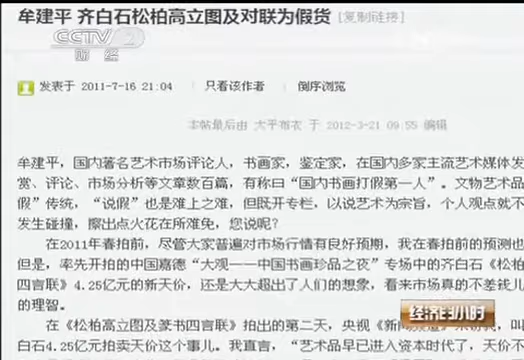 牟建平 齐白石松柏高立图及对联为假货 [复制链接]
CCTV 2
财经
发表于 2011-7-16 21:04 | 只看该作者 | 倒序浏览
本帖最后由 太平布衣 于 2012-3-21 09:55 编辑
牟建平，国内著名艺术市场评论人，书画家，鉴定家，在国内多家主流艺术媒体发
赏、评论、市场分析等文章数百篇，有称曰“国内书画打假第一人”。文物艺术品
假”传统，“说假”也是难上之难，但既开专栏，以说艺术为宗旨，个人观点就不
发生碰撞，擦出点火花在所难免，您说呢？
在2011年春拍前，尽管大家普遍对市场行情有良好预期，我在春拍前的预测也
但是，率先开拍的中国嘉德“大观——中国书画珍品之夜”专场中的齐白石《松柏
四言联》4.25亿元的新天价，还是大大超出了人们的想象，看来市场真的不差钱儿
的理智。
经济半小时
在《松柏高立图及篆书四言联》拍出的第二天，央视《新闻
白石4.25亿元拍卖天价这个事儿。我直言，“艺术品早已进入资本时代了，天价不